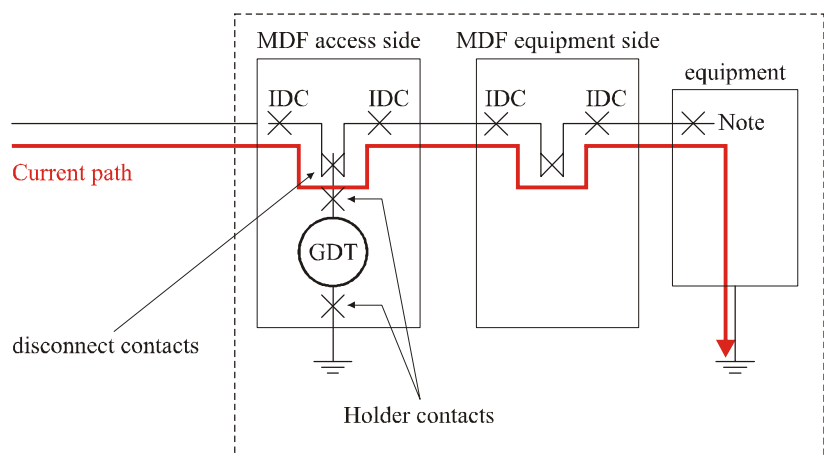 MDF access side
MDF equipment side
equipment
IDC
IDC
IDC
IDC
Note
Current path
GDT
disconnect contacts
Holder contacts